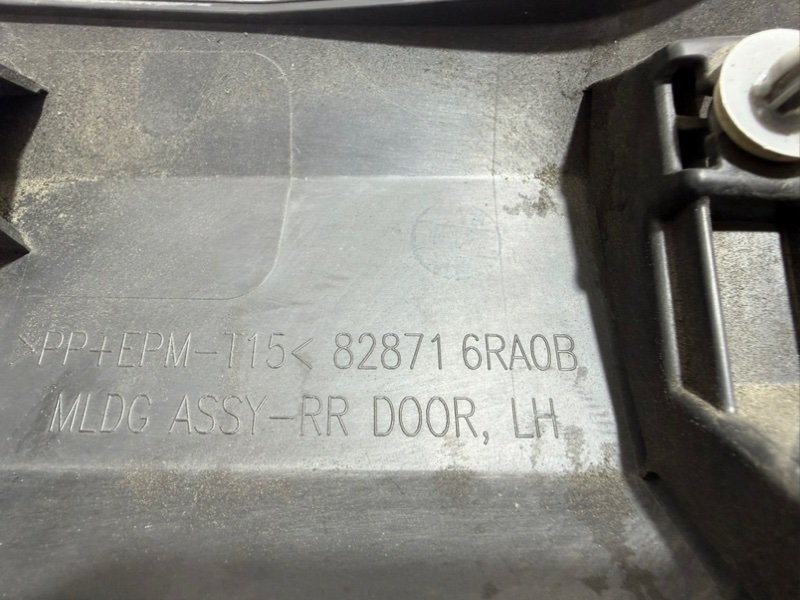 >PP+EPM-T15< 82871 6RA0B
MLDG ASSY-RR DOOR, LH